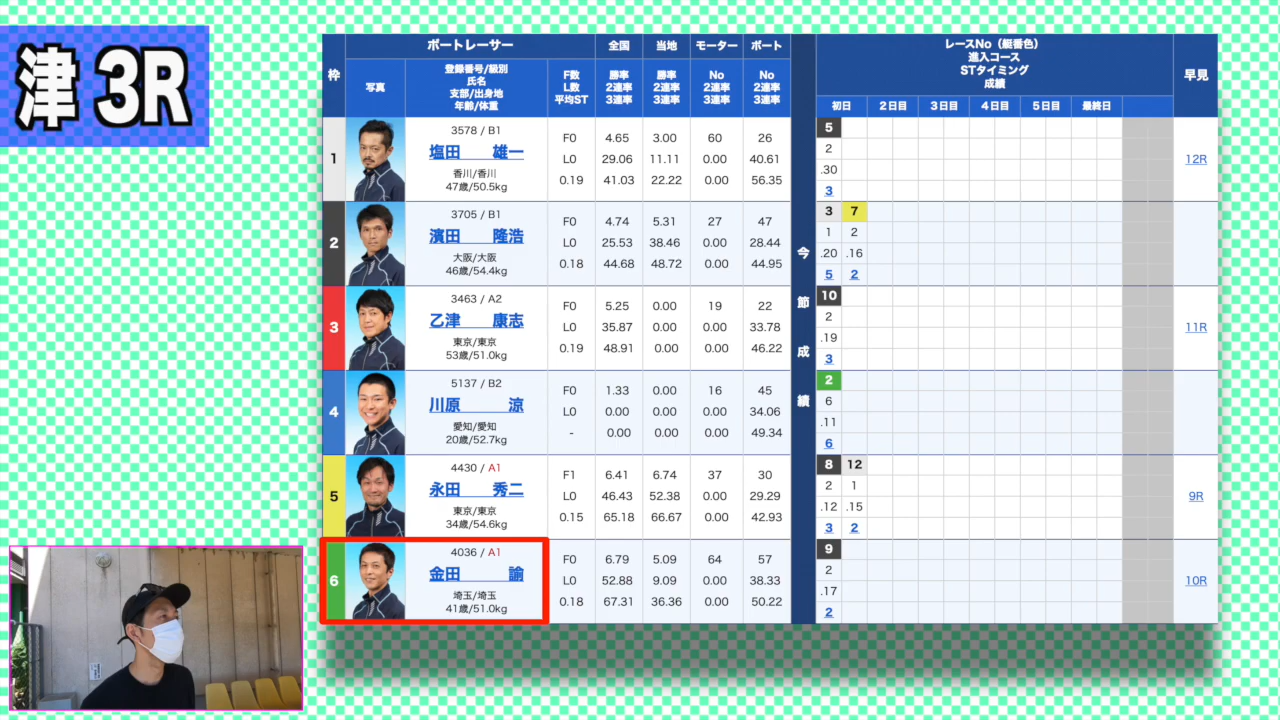 津 3R
枠
ボートレーサー
全国
当地
モーター
ボート
レースNo（艇番色）
進入コース
STタイミング
成績
早見
写真
登録番号/級別
氏名
支部/出身地
年齢/体重
F数
L数
平均ST
勝率
2連率
3連率
勝率
2連率
3連率
No
2連率
3連率
No
2連率
3連率
初日 2日目 3日目 4日目 5日目 最終日
今節成績
1
3578 / B1
塩田 雄一
香川/香川
47歳/50.5kg
F0 4.65 3.00 60 26
L0 29.06 11.11 0.00 40.61
0.19 41.03 22.22 0.00 56.35
5
2
.30
3
12R
2
3705 / B1
濱田 隆浩
大阪/大阪
46歳/54.4kg
F0 4.74 5.31 27 47
L0 25.53 38.46 0.00 28.81
0.18 44.68 48.72 0.00 44.95
3 7
1 2
.20 .16
5 2
3
3463 / A2
乙津 康志
東京/東京
53歳/51.0kg
F0 5.25 0.00 19 22
L0 35.87 0.00 0.00 33.61
0.19 48.91 0.00 0.00 46.22
10
2
.19
3
11R
4
5137 / B2
川原 涼
愛知/愛知
20歳/52.7kg
F0 1.33 0.00 16 45
L0 0.00 0.00 0.00 34.06
- 0.00 0.00 0.00 49.34
2
6
.11
6
5
4430 / A1
永田 秀二
東京/東京
34歳/54.6kg
F1 6.41 6.74 37 30
L0 46.43 52.38 0.00 29.29
0.15 65.18 66.67 0.00 42.93
8 12
2 1
.12 .15
3 2
9R
6
4036 / A1
金田 諭
埼玉/埼玉
41歳/51.0kg
F0 6.79 5.09 64 57
L0 52.88 9.09 0.00
0.18 67.31 36.36 0.00 50.22
9
2
.17
2
10R